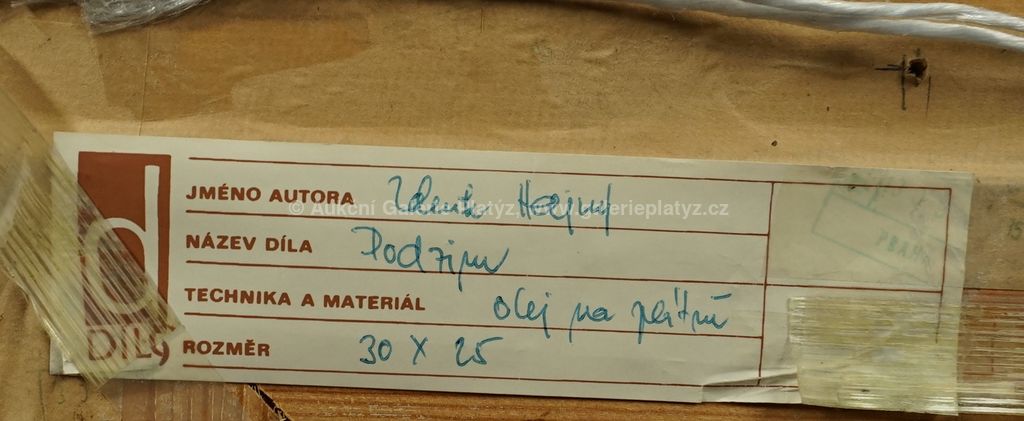 JMÉNO AUTORA Zdeněk Hajný
© Aukční Galerie Platýz, www.galerieplatyz.cz
NÁZEV DÍLA Podzim
TECHNIKA A MATERIÁL olej na plátně
ROZMĚR 30 x 25
d
DÍLO
PRAHA